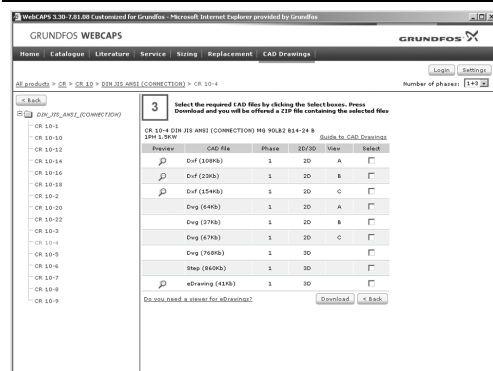 WebCAPS 3.30-7.81.08 Customized for Grundfos - Microsoft Internet Explorer provided by Grundfos
GRUNDFOS WEBCAPS
GRUNDFOS
Home Catalogue Literature Service Sizing Replacement CAD Drawings
Login Settings
All products > CR > CR 10 > DIN JIS ANSI (CONNECTION) > CR 10-4
Number of phases: 1+3
< Back
DIN_JIS_ANSI_(CONNECTION)
CR 10-1
CR 10-10
CR 10-12
CR 10-14
CR 10-16
CR 10-18
CR 10-2
CR 10-20
CR 10-22
CR 10-3
CR 10-4
CR 10-5
CR 10-6
CR 10-7
CR 10-8
CR 10-9
3
Select the required CAD files by clicking the Select boxes. Press
Download and you will be offered a ZIP file containing the selected files
CR 10-4 DIN JIS ANSI (CONNECTION) MG 90LB2 B14-24 B
1PH 1.5KW
Guide to CAD Drawings
Preview CAD file Phase 2D/3D View Select
Dxf (108Kb) 1 2D A
Dxf (23Kb) 1 2D B
Dxf (154Kb) 1 2D C
Dwg (64Kb) 1 2D A
Dwg (37Kb) 1 2D B
Dwg (67Kb) 1 2D C
Dwg (768Kb) 1 3D
Step (860Kb) 1 3D
eDrawing (41Kb) 1 3D
Do you need a viewer for eDrawings?
Download < Back